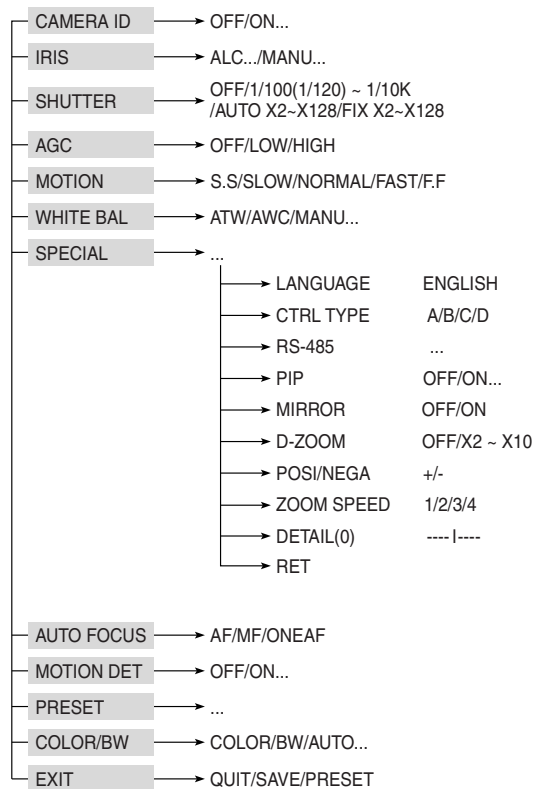 CAMERA ID OFF/ON...
IRIS ALC.../MANU...
SHUTTER OFF/1/100(1/120) ~ 1/10K
/AUTO X2~X128/FIX X2~X128
AGC OFF/LOW/HIGH
MOTION S.S/SLOW/NORMAL/FAST/F.F
WHITE BAL ATW/AWC/MANU...
SPECIAL ...
LANGUAGE ENGLISH
CTRL TYPE A/B/C/D
RS-485 ...
PIP OFF/ON...
MIRROR OFF/ON
D-ZOOM OFF/X2 ~ X10
POSI/NEGA +/-
ZOOM SPEED 1/2/3/4
DETAIL(0) ----I----
RET
AUTO FOCUS AF/MF/ONEAF
MOTION DET OFF/ON...
PRESET ...
COLOR/BW COLOR/BW/AUTO...
EXIT QUIT/SAVE/PRESET